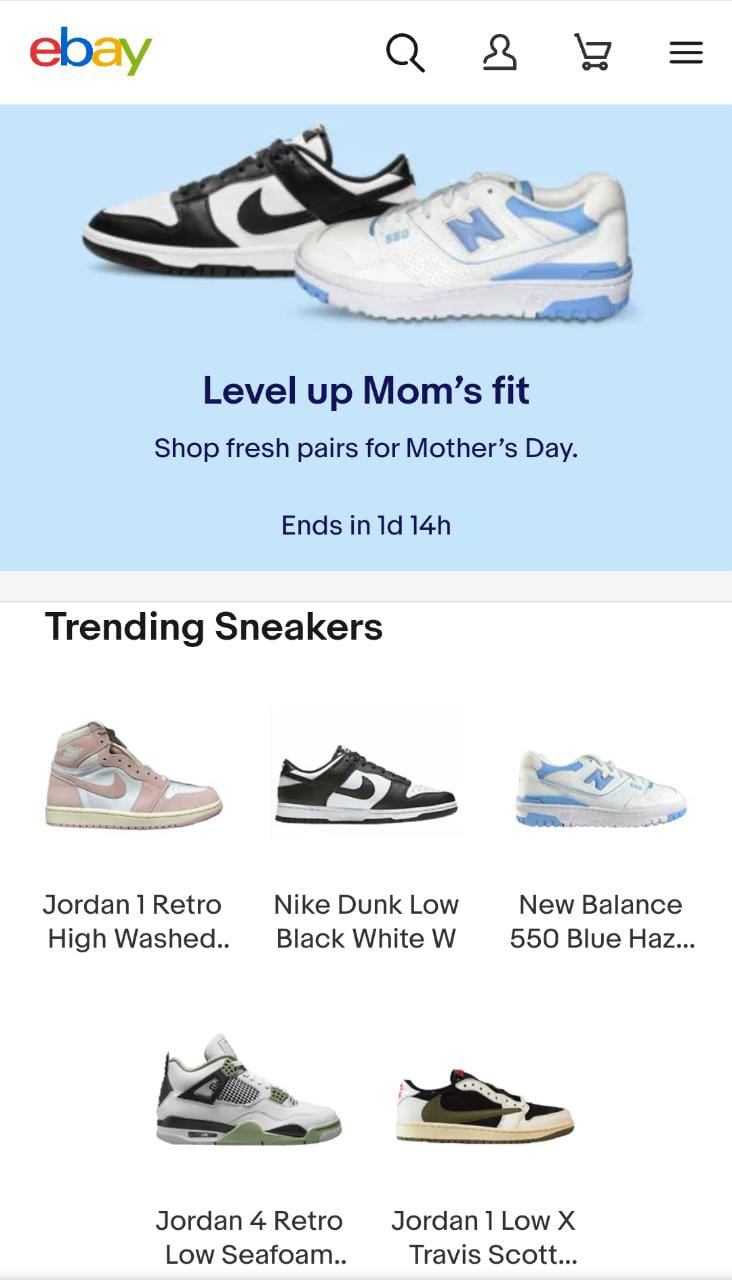 ebay
550
N
Level up Mom's fit
Shop fresh pairs for Mother's Day.
Ends in 1d 14h
Trending Sneakers
Jordan 1 Retro
High Washed..
Nike Dunk Low
Black White W
New Balance
550 Blue Haz...
Jordan 4 Retro
Low Seafoam..
Jordan 1 Low X
Travis Scott...